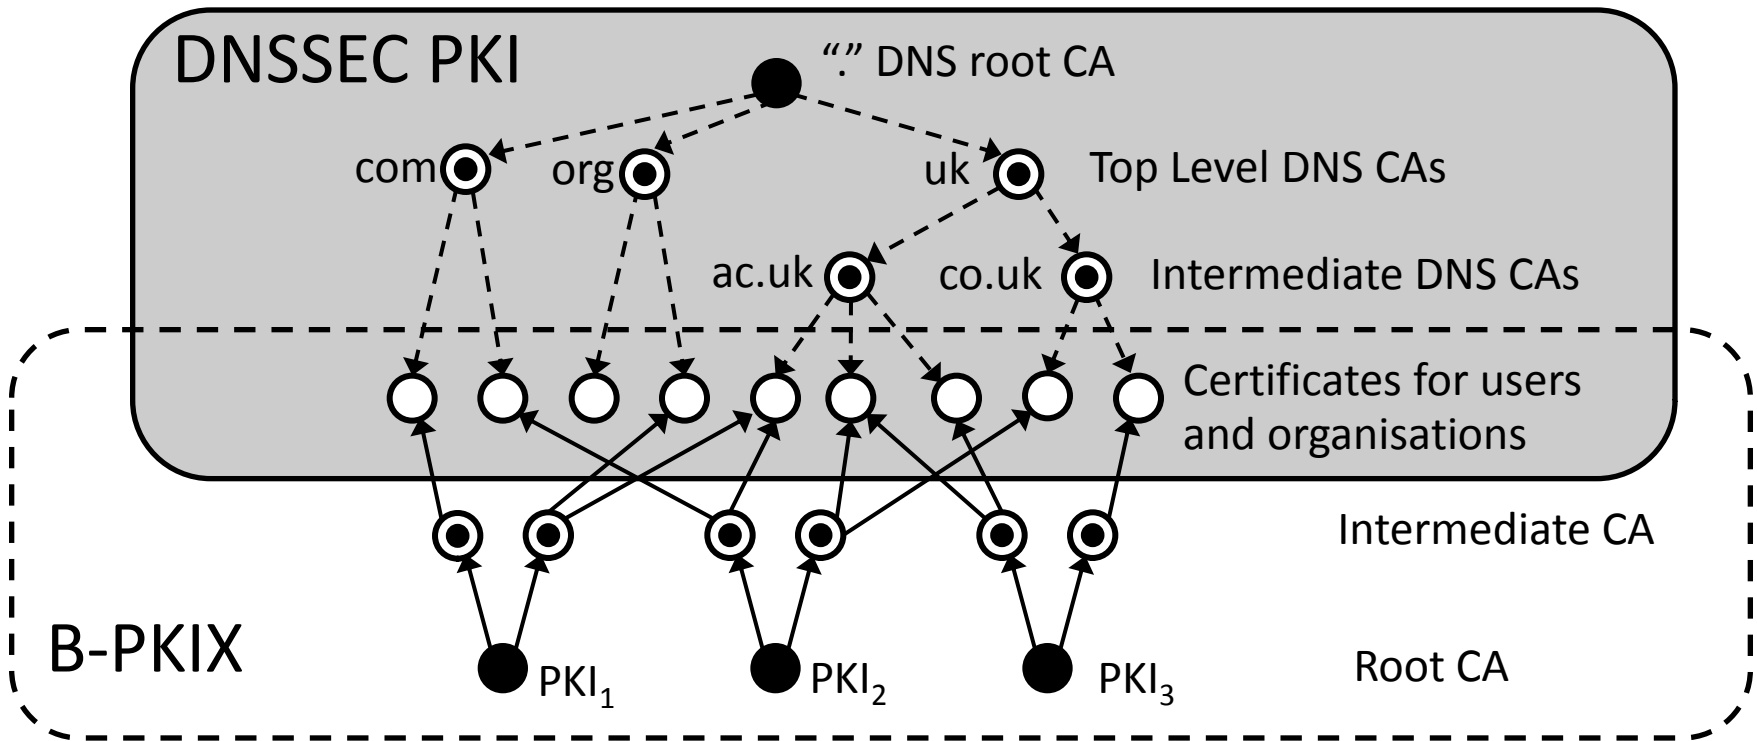 DNSSEC PKI
“.” DNS root CA
com
org
uk
Top Level DNS CAs
ac.uk
co.uk
Intermediate DNS CAs
Certificates for users
and organisations
Intermediate CA
B-PKIX
PKI₁
PKI₂
PKI₃
Root CA